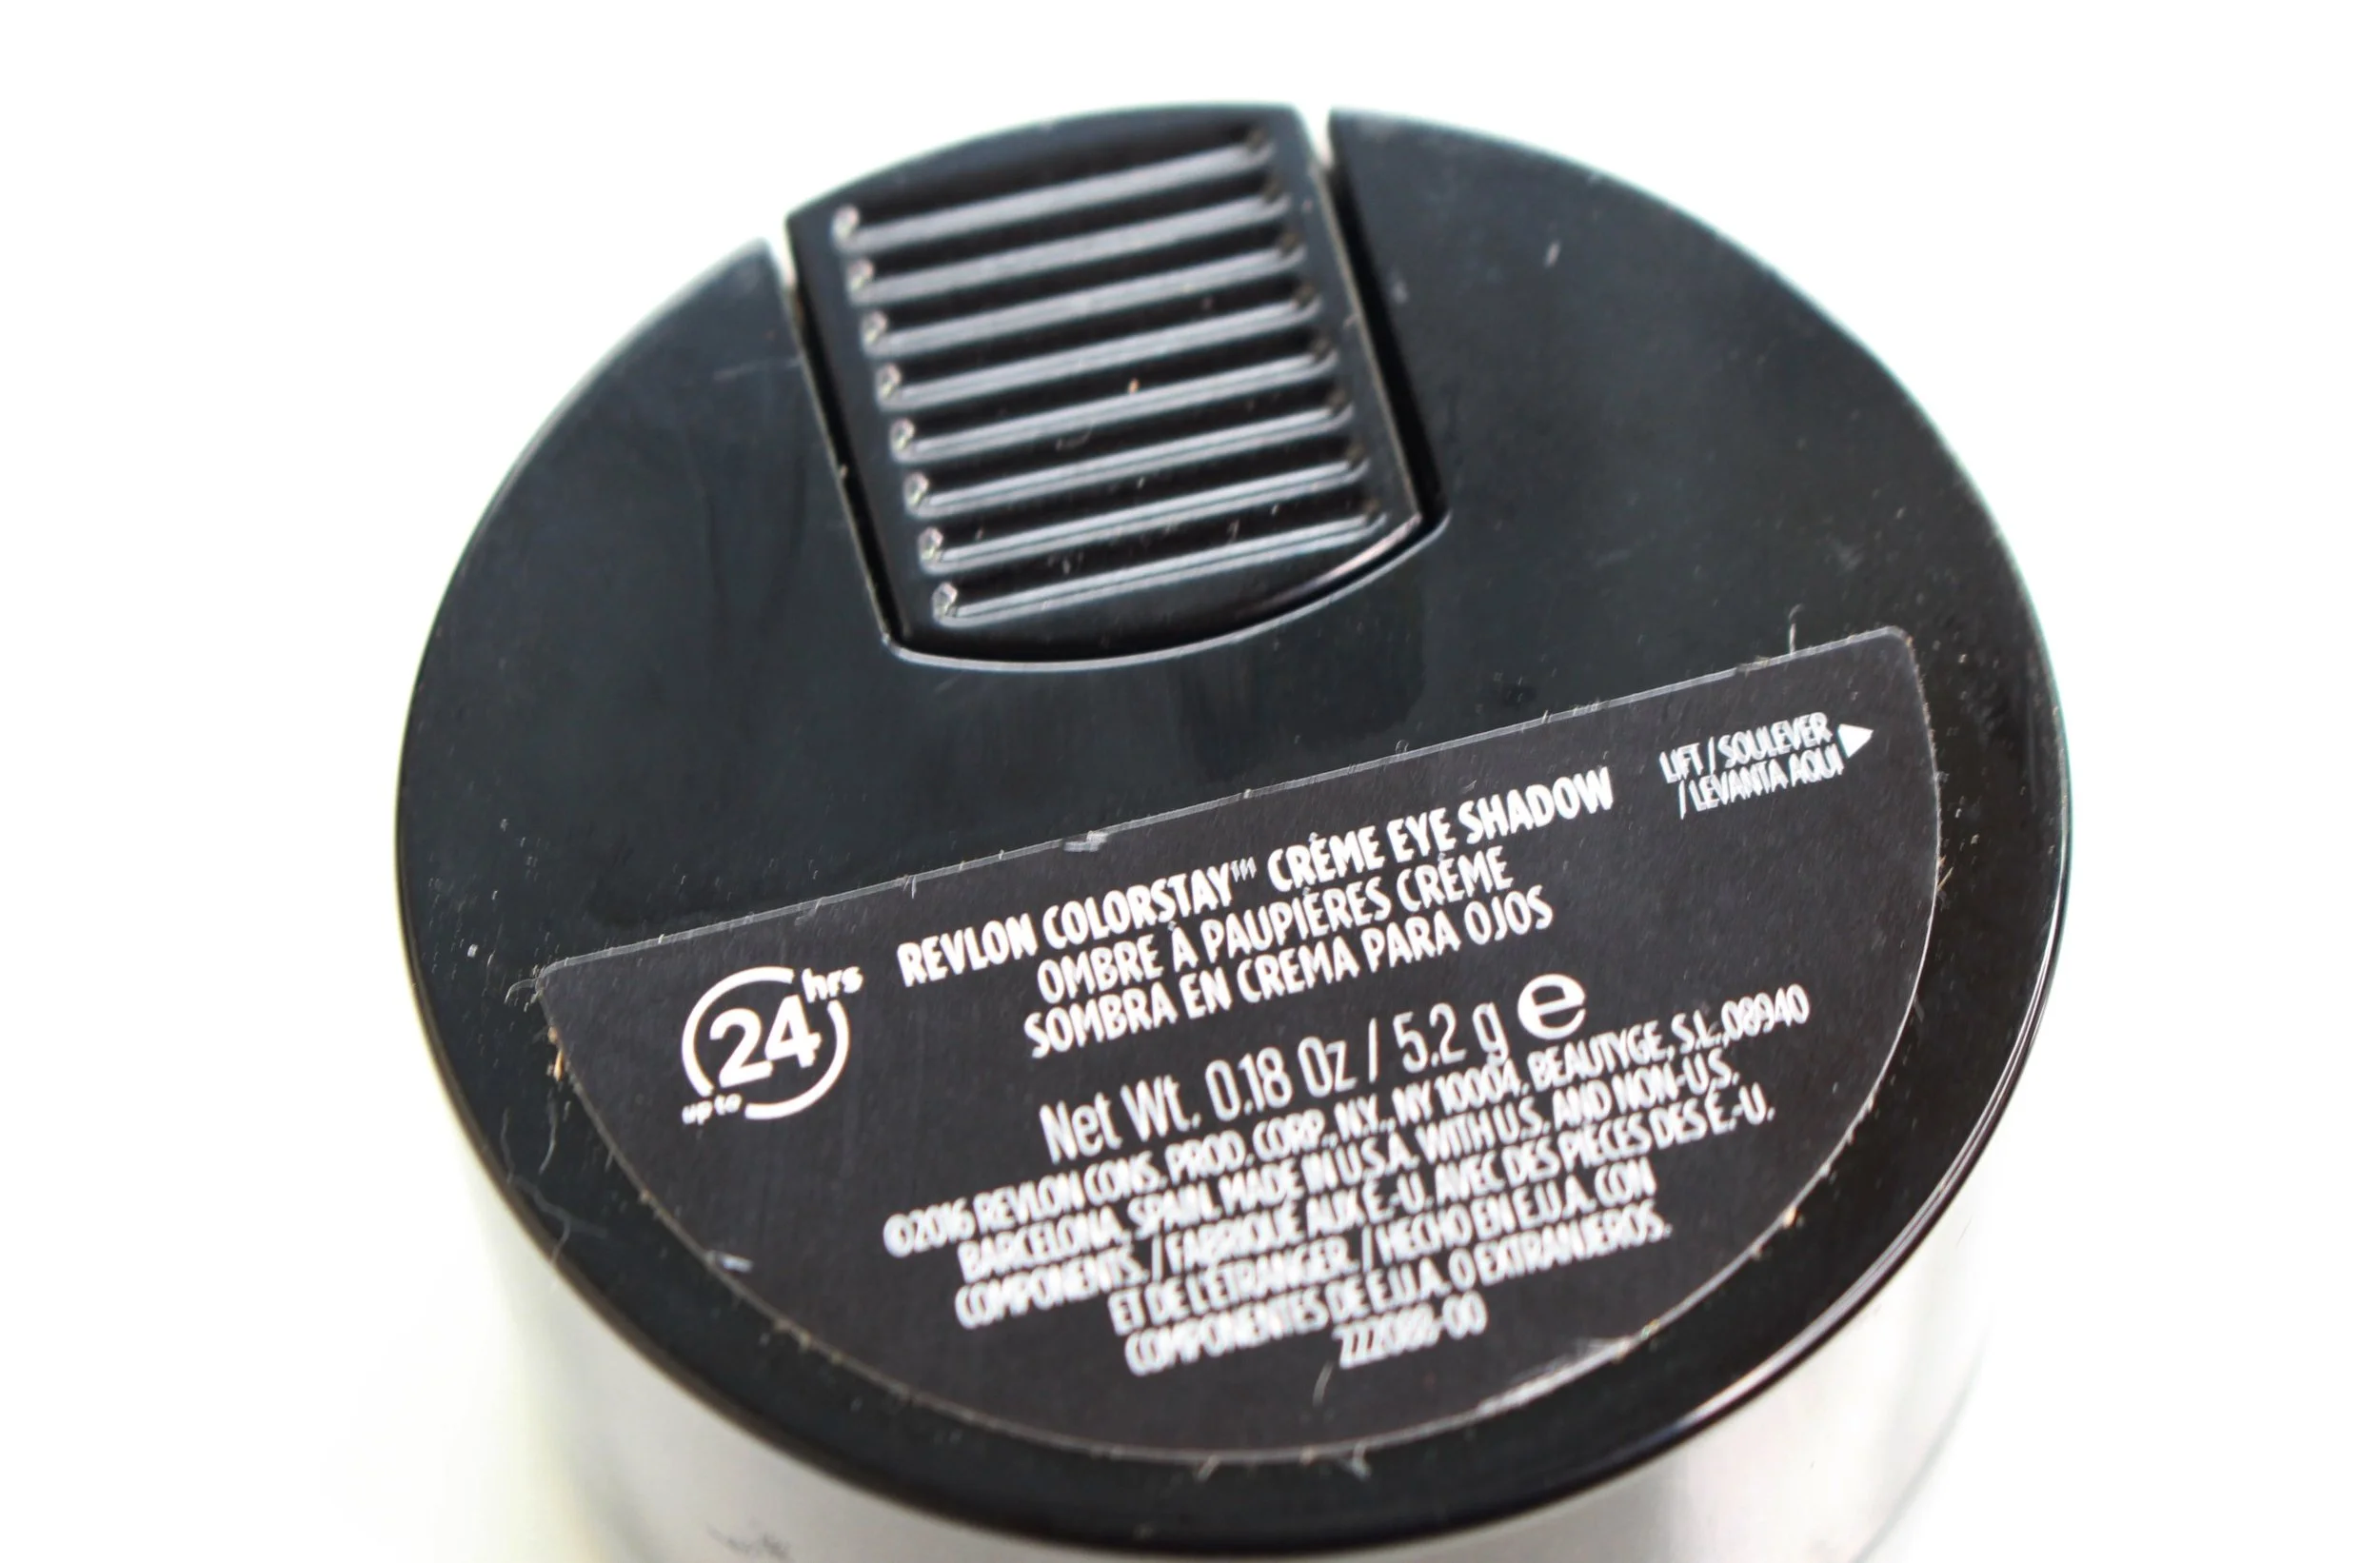 LIFT / SOULEVER
/ LEVANTA AQUI
REVLON COLORSTAY™ CRÈME EYE SHADOW
OMBRE À PAUPIÈRES CRÈME
SOMBRA EN CREMA PARA OJOS
24 hrs
up to
Net Wt. 0.18 Oz / 5.2 g e
©2016 REVLON CONS. PROD. CORP., N.Y., NY 10004, BEAUTYGE, S.L.,08940
BARCELONA, SPAIN. MADE IN U.S.A. WITH U.S. AND NON-U.S.
COMPONENTS. / FABRIQUÉ AUX É.-U. AVEC DES PIÈCES DES É.-U.
ET DE L'ÉTRANGER. / HECHO EN E.U.A. CON
COMPONENTES DE E.U.A. O EXTRANJEROS.